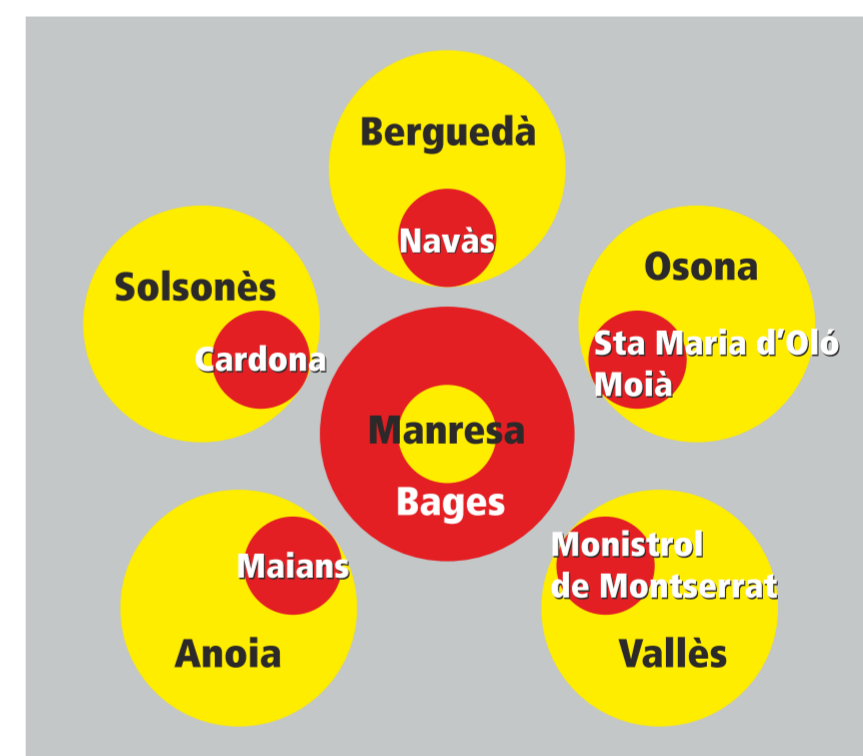 Berguedà
Navàs
Solsonès
Cardona
Osona
Sta Maria d'Oló
Moià
Manresa
Bages
Maians
Anoia
Monistrol
de Montserrat
Vallès